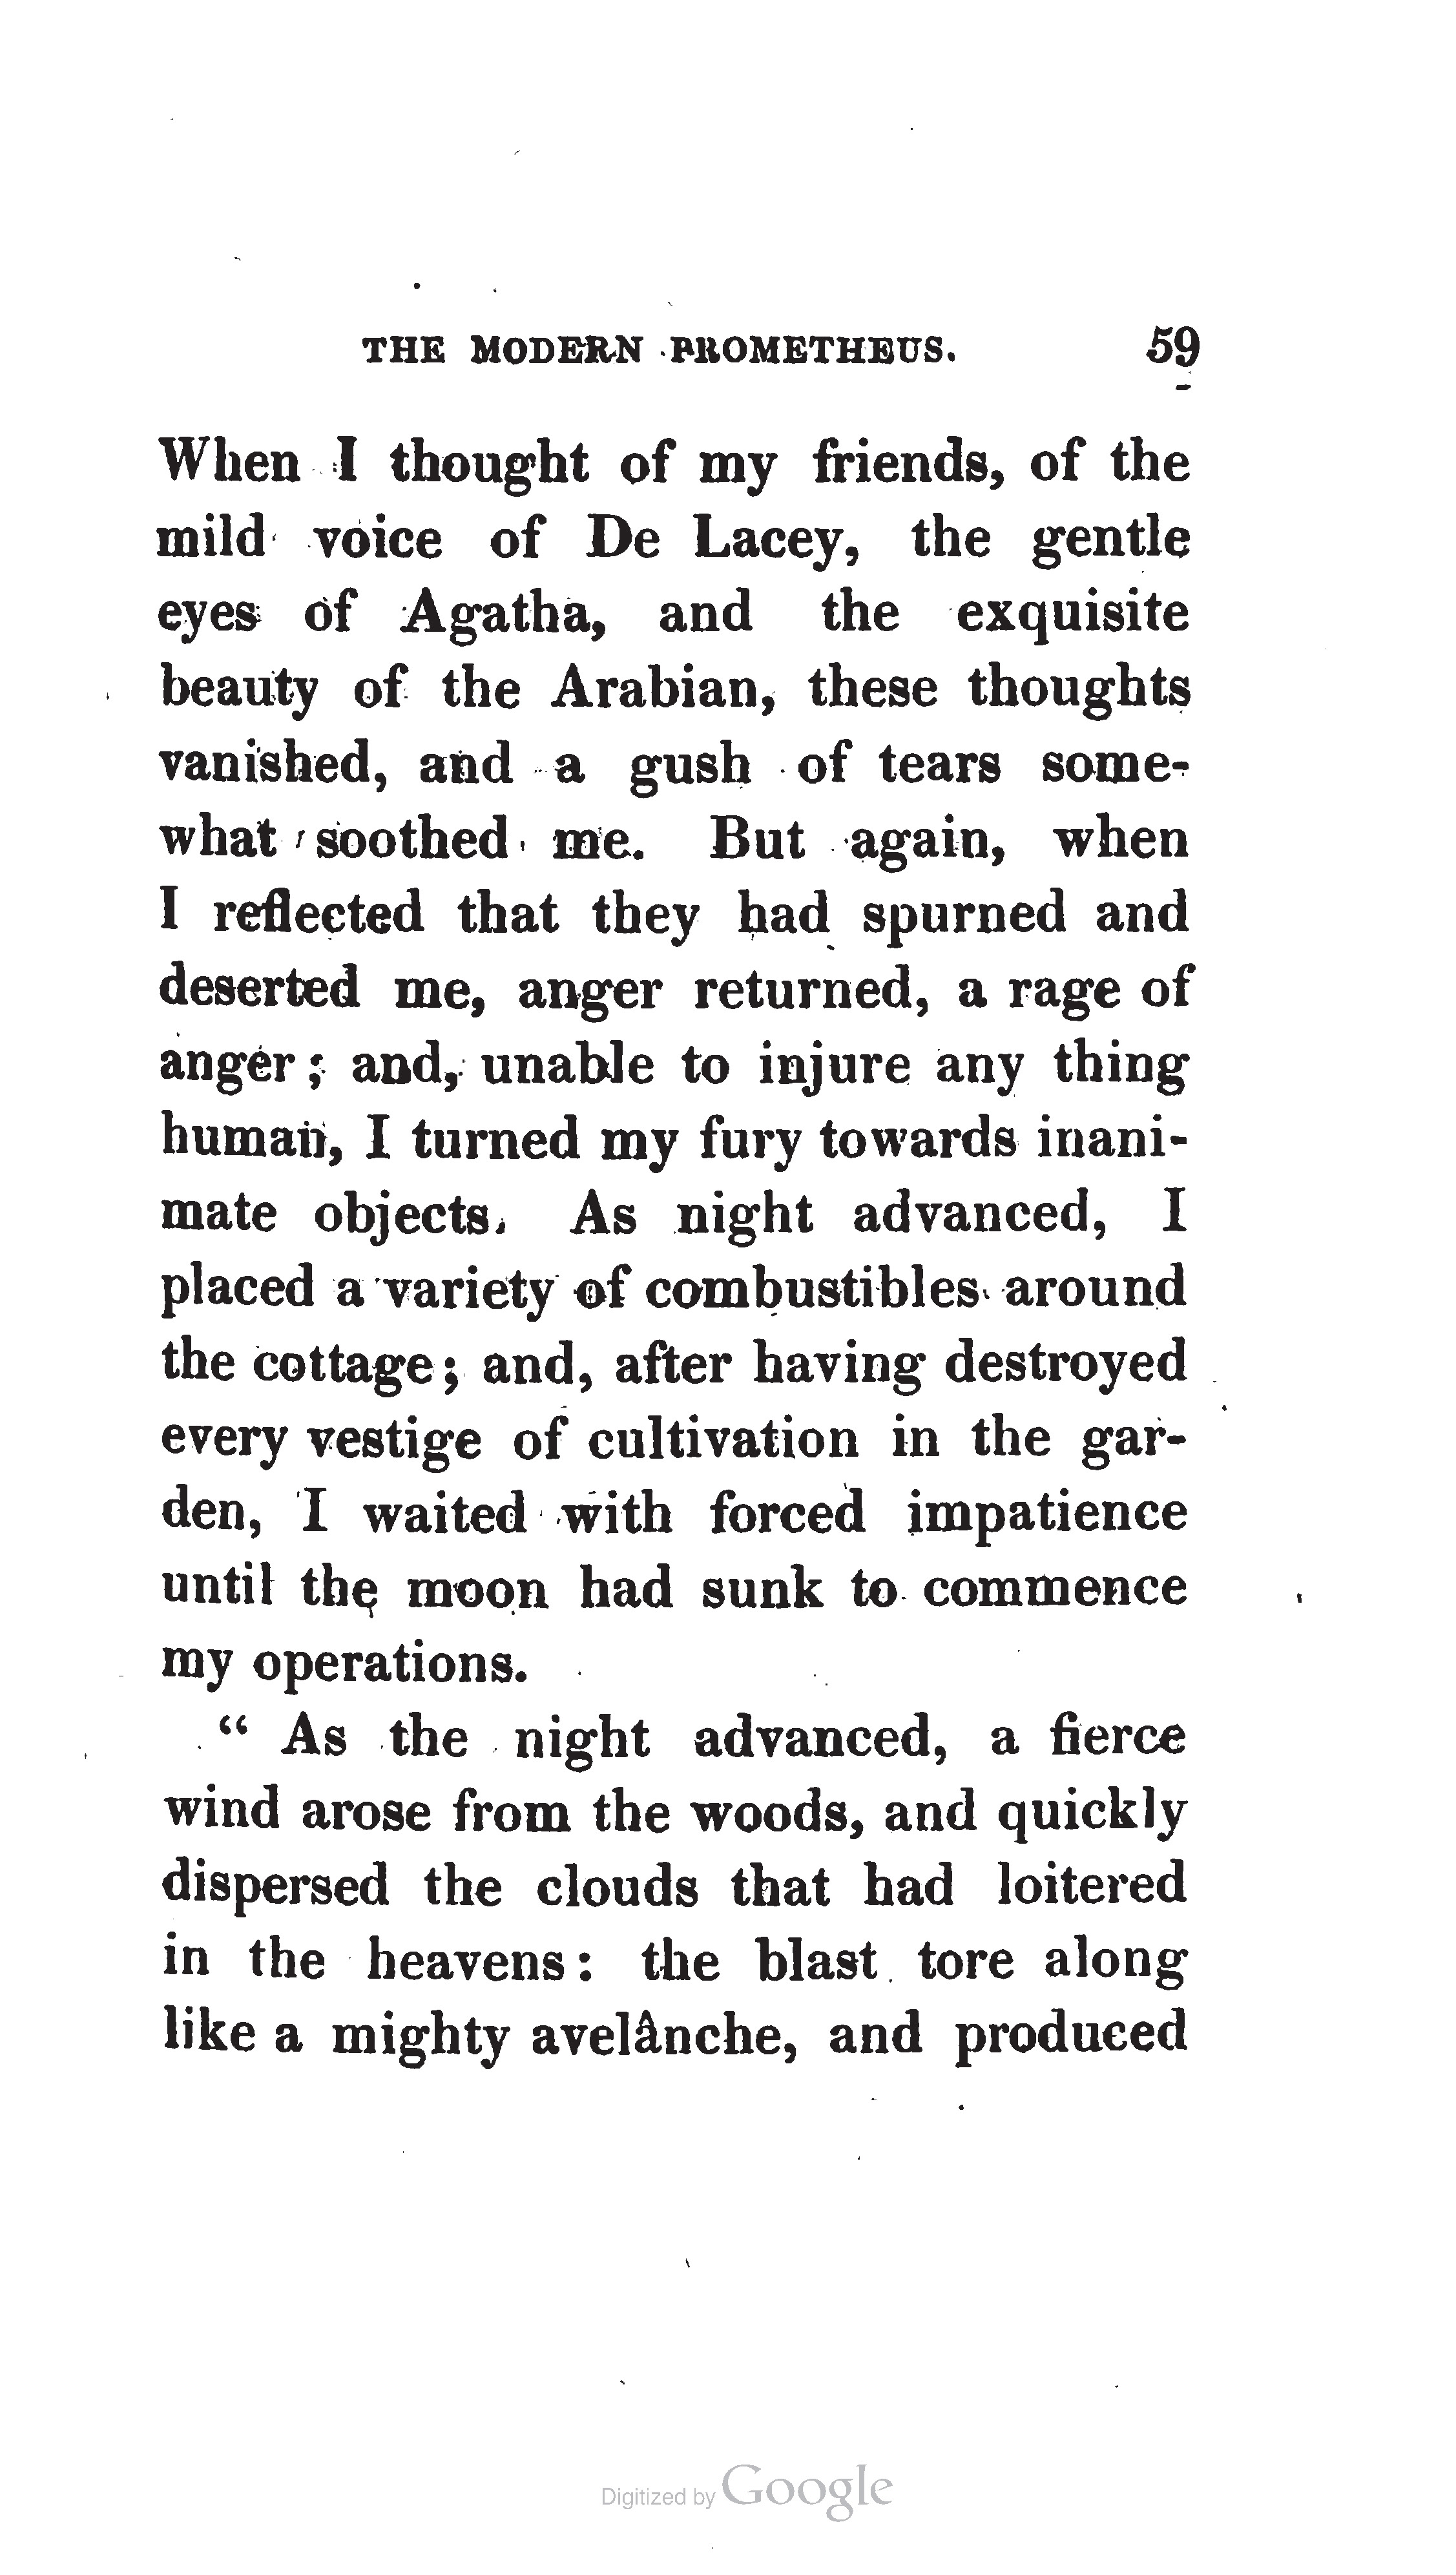 THE MODERN PROMETHEUS. 59
When I thought of my friends, of the
mild voice of De Lacey, the gentle
eyes of Agatha, and the exquisite
beauty of the Arabian, these thoughts
vanished, and a gush of tears some-
what soothed me. But again, when
I reflected that they had spurned and
deserted me, anger returned, a rage of
anger; and, unable to injure any thing
human, I turned my fury towards inani-
mate objects. As night advanced, I
placed a variety of combustibles around
the cottage; and, after having destroyed
every vestige of cultivation in the gar-
den, I waited with forced impatience
until the moon had sunk to commence
my operations.
“ As the night advanced, a fierce
wind arose from the woods, and quickly
dispersed the clouds that had loitered
in the heavens: the blast tore along
like a mighty avelânche, and produced
Digitized by Google